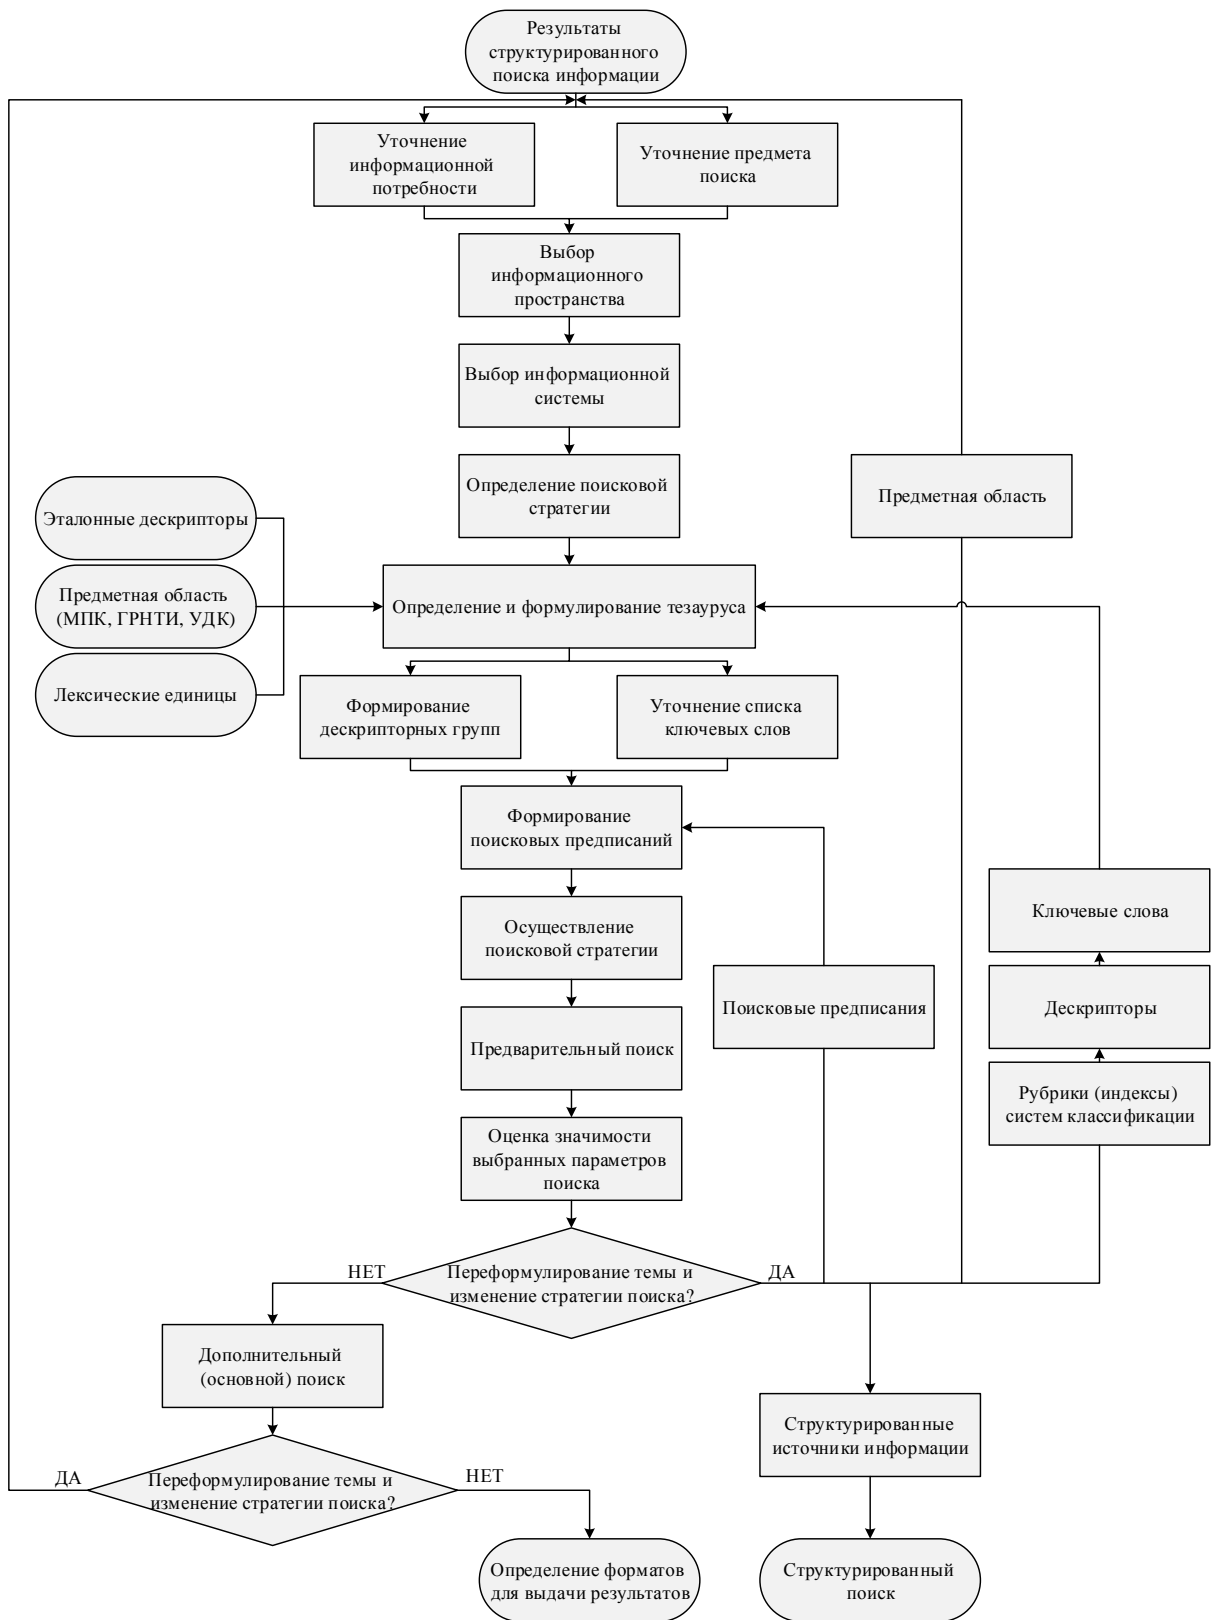 Результаты
структурированного
поиска информации
Уточнение
информационной
потребности
Уточнение предмета
поиска
Выбор
информационного
пространства
Выбор информационной
системы
Определение поисковой
стратегии
Предметная область
Эталонные дескрипторы
Предметная область
(МПК, ГРНТИ, УДК)
Лексические единицы
Определение и формулирование тезауруса
Формирование
дескрипторных групп
Уточнение списка
ключевых слов
Формирование
поисковых предписаний
Осуществление
поисковой стратегии
Ключевые слова
Поисковые предписания
Дескрипторы
Предварительный поиск
Рубрики (индексы)
систем классификации
Оценка значимости
выбранных параметров
поиска
НЕТ
Переформулирование темы и
изменение стратегии поиска?
ДА
Дополнительный
(основной) поиск
Структурированные
источники информации
ДА
Переформулирование темы и
изменение стратегии поиска?
НЕТ
Определение форматов
для выдачи результатов
Структурированный
поиск